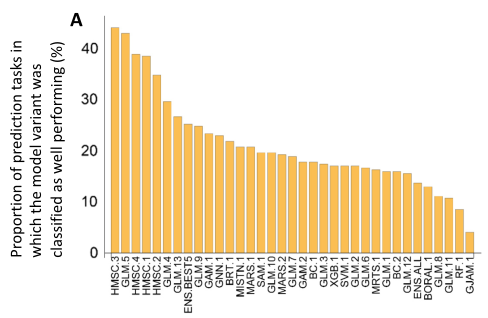 A
Proportion of prediction tasks in
which the model variant was
classified as well performing (%)
40
30
20
10
0
HMSC.3
GLM.5
HMSC.4
HMSC.1
HMSC.2
GLM.4
GLM.13
ENS.BEST5
GLM.9
GAM.1
GNN.1
BRT.1
MISTN.1
MARS.1
SAM.1
GLM.10
MARS.2
GLM.7
GAM.2
BC.1
GLM.3
XGB.1
SVM.1
GLM.2
GLM.6
MRTS.1
GLM.1
BC.2
GLM.12
ENS.ALL
BORAL.1
GLM.8
GLM.11
RF.1
GJAM.1